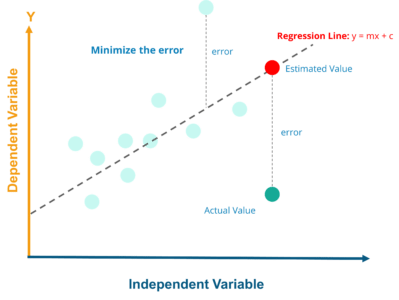 Y
Regression Line: y = mx + c
Minimize the error
error
Estimated Value
Dependent Variable
error
Actual Value
Independent Variable